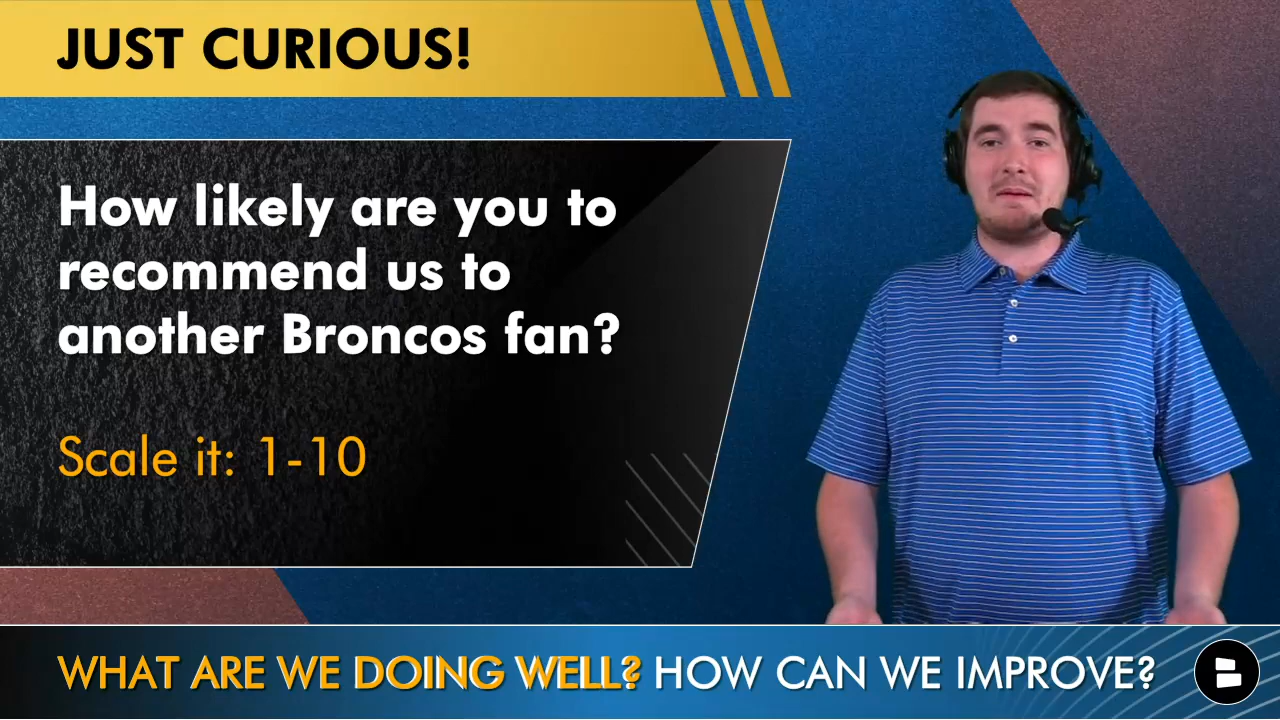 JUST CURIOUS!
How likely are you to
recommend us to
another Broncos fan?
Scale it: 1-10
WHAT ARE WE DOING WELL? HOW CAN WE IMPROVE?